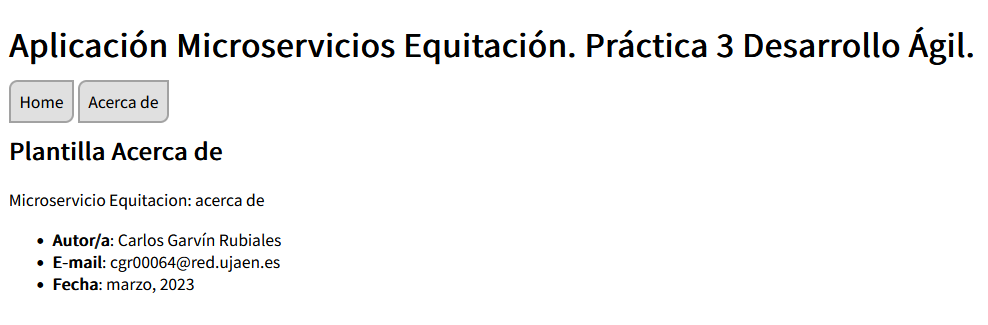 Aplicación Microservicios Equitación. Práctica 3 Desarrollo Ágil.
Home Acerca de
Plantilla Acerca de
Microservicio Equitacion: acerca de
• Autor/a: Carlos Garvín Rubiales
• E-mail: cgr00064@red.ujaen.es
• Fecha: marzo, 2023